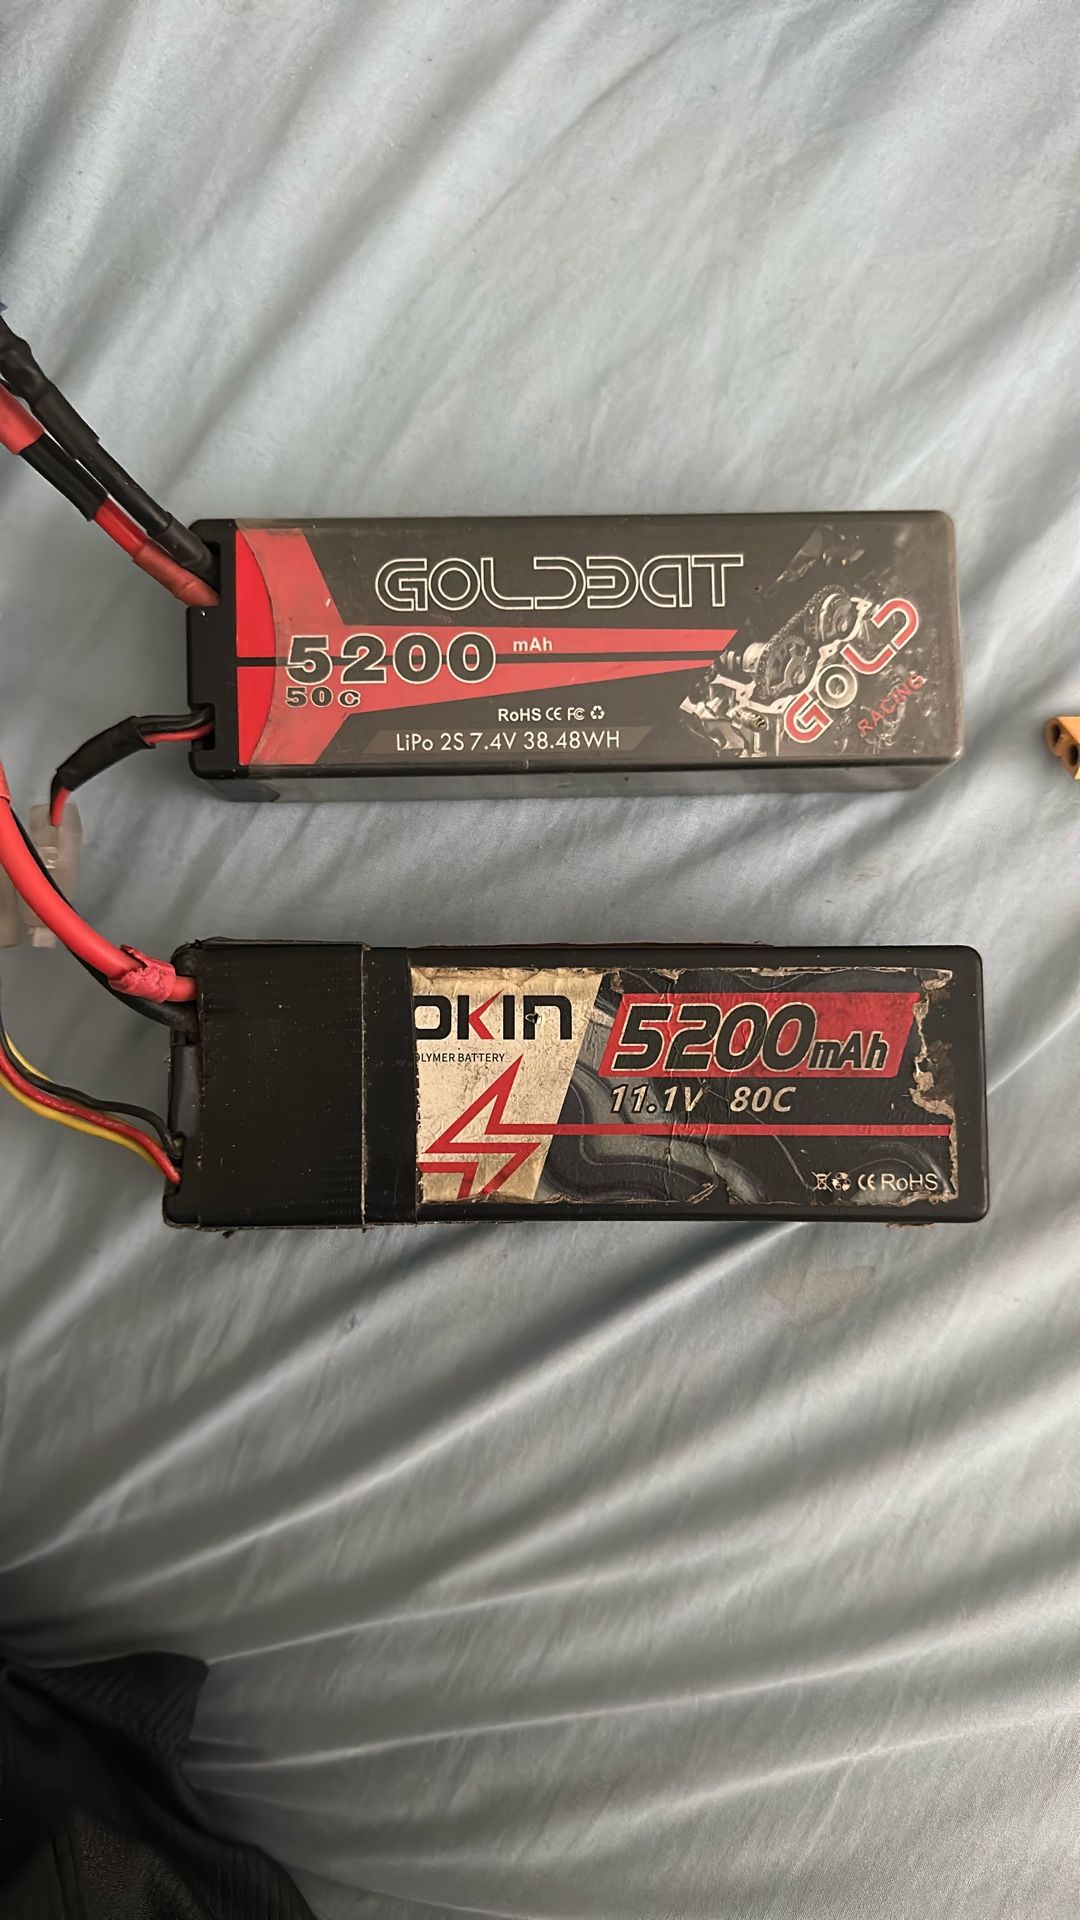 GOLDBAT
5200 mAh
50C
RoHS CE FC
LiPo 2S 7.4V 38.48WH
GOLD
RACING
OKIN
OLYMER BATTERY
5200mAh
11.1V 80C
CE RoHS